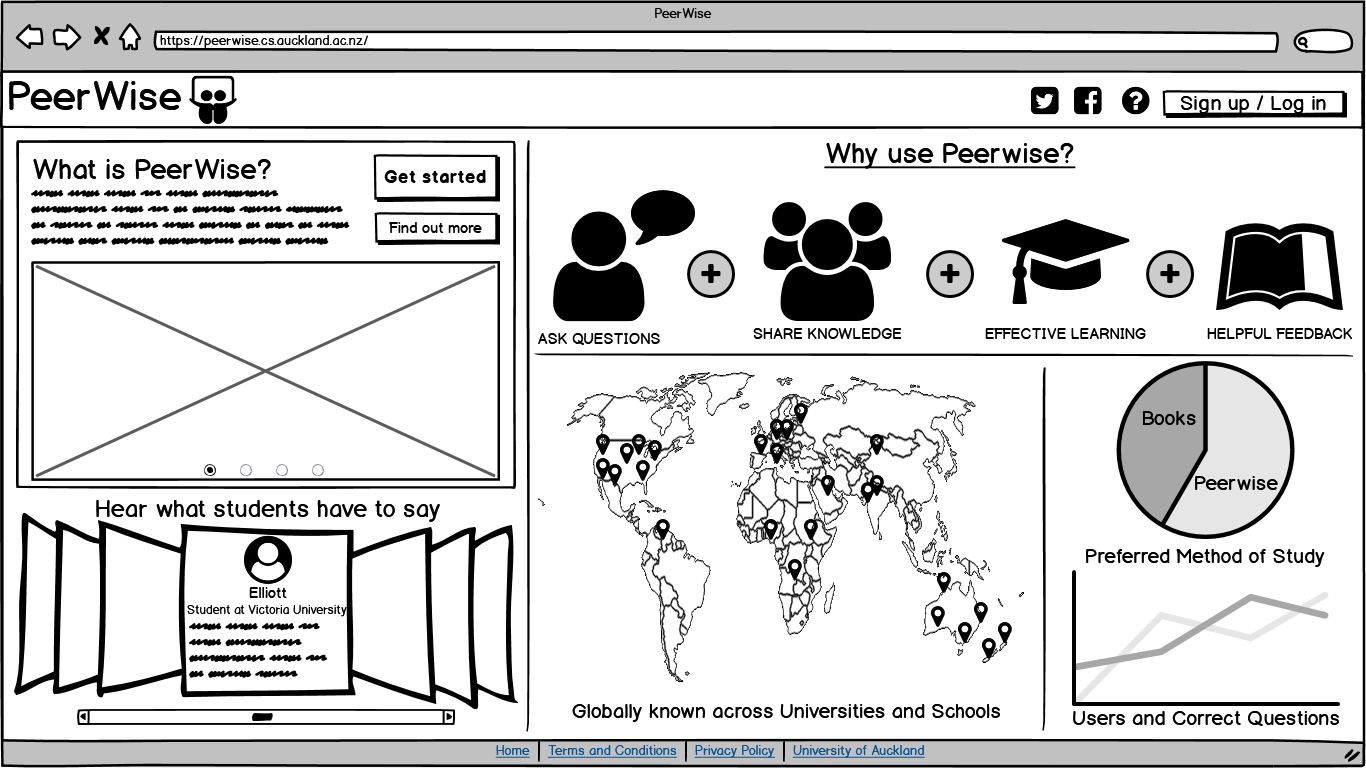 PeerWise
https://peerwise.cs.auckland.ac.nz/
PeerWise
Sign up / Log in
What is PeerWise?
Get started
Find out more
Hear what students have to say
Elliott
Student at Victoria University
Why use Peerwise?
ASK QUESTIONS
SHARE KNOWLEDGE
EFFECTIVE LEARNING
HELPFUL FEEDBACK
Globally known across Universities and Schools
Books
Peerwise
Preferred Method of Study
Users and Correct Questions
Home
Terms and Conditions
Privacy Policy
University of Auckland